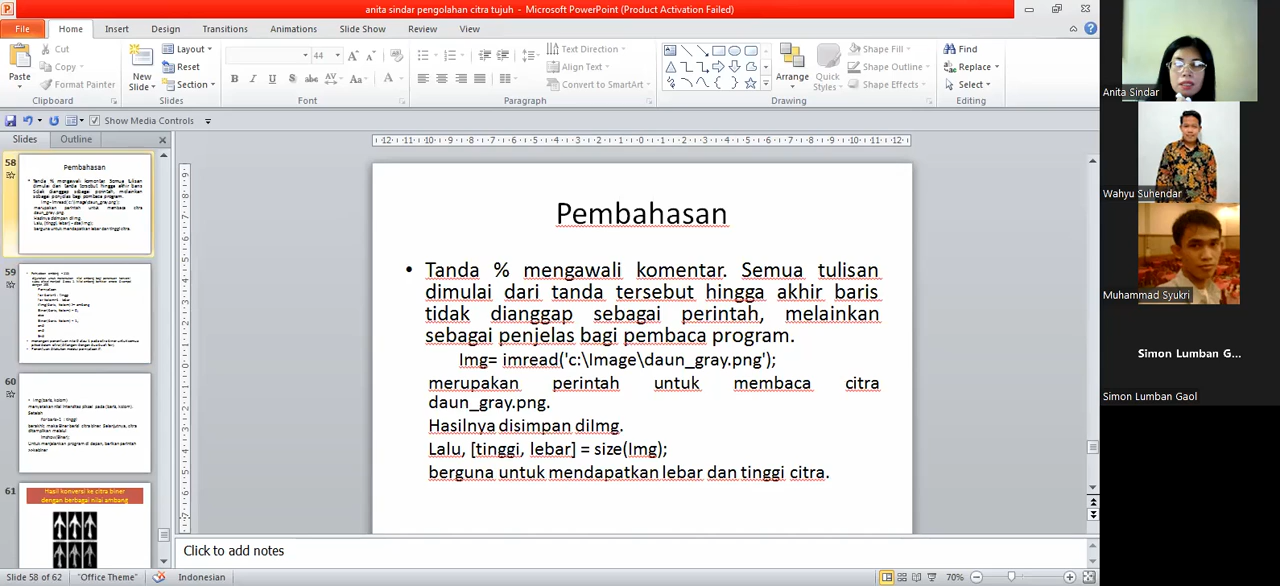 anita sindar pengolahan citra tujuh - Microsoft PowerPoint (Product Activation Failed)
File Home Insert Design Transitions Animations Slide Show Review View
Paste
Cut
Copy
Format Painter
Clipboard
New Slide
Layout
Reset
Section
Slides
44
Font
Text Direction
Align Text
Convert to SmartArt
Paragraph
Arrange
Quick Styles
Shape Fill
Shape Outline
Shape Effects
Drawing
Find
Replace
Select
Editing
Show Media Controls
Slides Outline
58
Pembahasan
59
60
61
Hasil konversi ke citra biner
dengan berbagai nilai ambang
Pembahasan
• Tanda % mengawali komentar. Semua tulisan
dimulai dari tanda tersebut hingga akhir baris
tidak dianggap sebagai perintah, melainkan
sebagai penjelas bagi pembaca program.
Img= imread('c:\Image\daun_gray.png');
merupakan perintah untuk membaca citra
daun_gray.png.
Hasilnya disimpan diImg.
Lalu, [tinggi, lebar] = size(Img);
berguna untuk mendapatkan lebar dan tinggi citra.
Click to add notes
Slide 58 of 62 "Office Theme" Indonesian 70%
Anita Sindar
Wahyu Suhendar
Muhammad Syukri
Simon Lumban G...
Simon Lumban Gaol